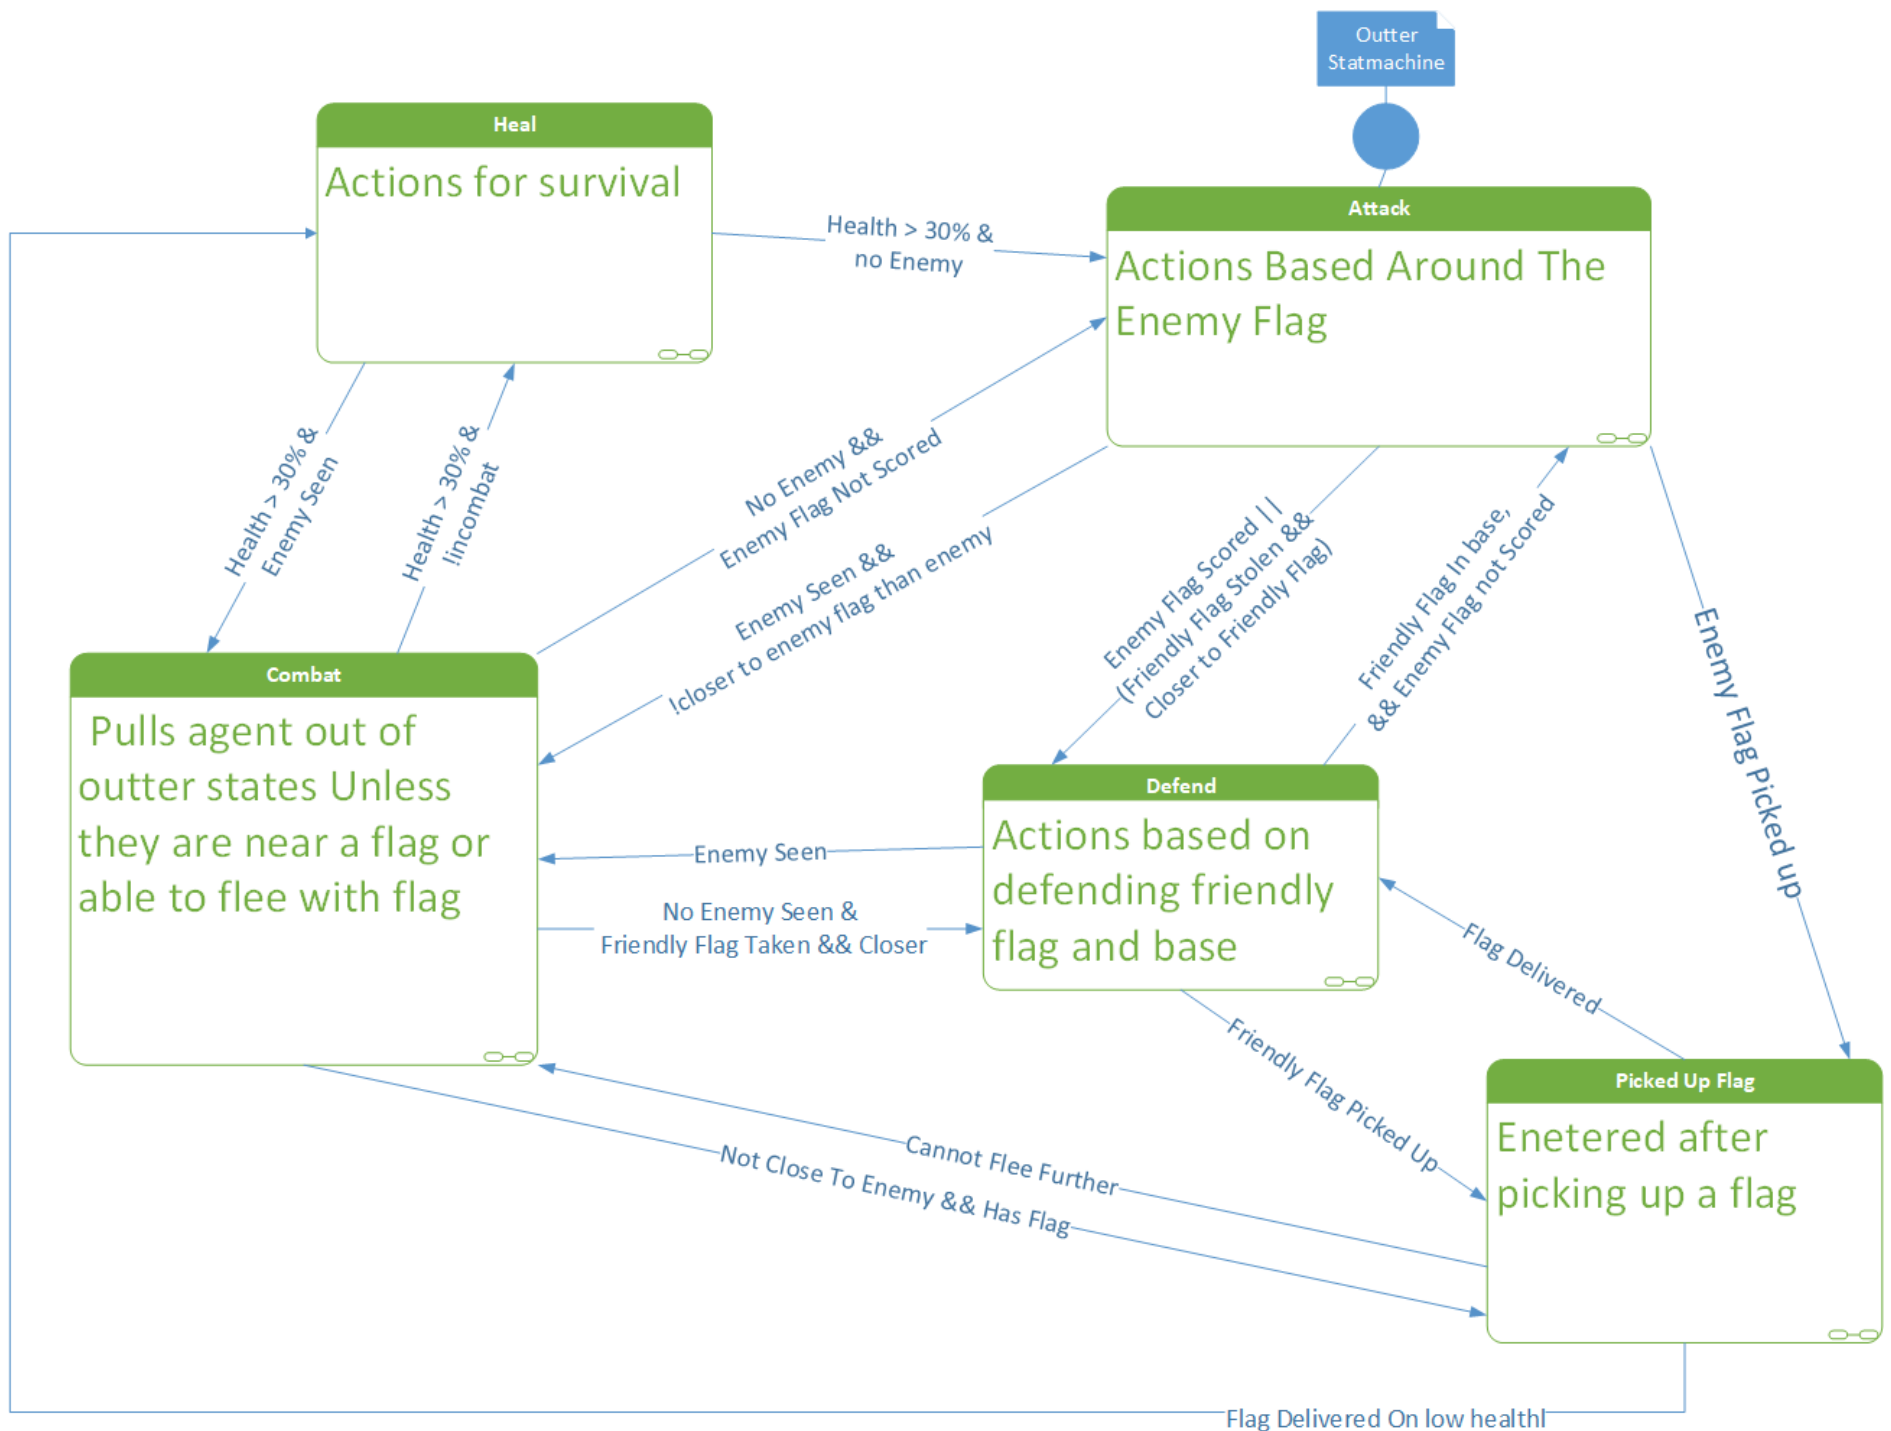 Outter
Statmachine
Heal
Actions for survival
Attack
Actions Based Around The
Enemy Flag
Health > 30% &
no Enemy
Health > 30% &
Enemy Seen
Health > 30% &
!incombat
No Enemy &&
Enemy Flag Not Scored
Enemy Seen &&
!closer to enemy flag than enemy
Enemy Flag Scored ||
(Friendly Flag Stolen &&
Closer to Friendly Flag)
Friendly Flag In base,
&& Enemy Flag not Scored
Enemy Flag Picked up
Combat
Pulls agent out of
outter states Unless
they are near a flag or
able to flee with flag
Defend
Actions based on
defending friendly
flag and base
Enemy Seen
No Enemy Seen &
Friendly Flag Taken && Closer
Flag Delivered
Friendly Flag Picked Up
Picked Up Flag
Enetered after
picking up a flag
Cannot Flee Further
Not Close To Enemy && Has Flag
Flag Delivered On low healthl